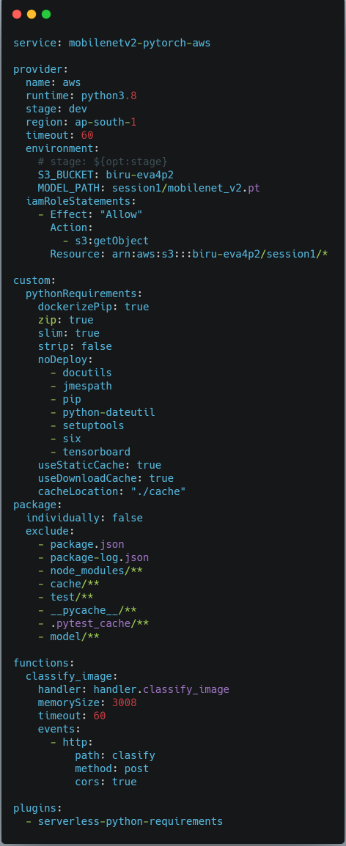 service: mobilenetv2-pytorch-aws
provider:
name: aws
runtime: python3.8
stage: dev
region: ap-south-1
timeout: 60
environment:
# stage: ${opt:stage}
S3_BUCKET: biru-eva4p2
MODEL_PATH: session1/mobilenet_v2.pt
iamRoleStatements:
- Effect: "Allow"
Action:
- s3:getObject
Resource: arn:aws:s3:::biru-eva4p2/session1/*
custom:
pythonRequirements:
dockerizePip: true
zip: true
slim: true
strip: false
noDeploy:
- docutils
- jmespath
- pip
- python-dateutil
- setuptools
- six
- tensorboard
useStaticCache: true
useDownloadCache: true
cacheLocation: "./cache"
package:
individually: false
exclude:
- package.json
- package-log.json
- node_modules/**
- cache/**
- test/**
- __pycache__/**
- .pytest_cache/**
- model/**
functions:
classify_image:
handler: handler.classify_image
memorySize: 3008
timeout: 60
events:
- http:
path: clasify
method: post
cors: true
plugins:
- serverless-python-requirements